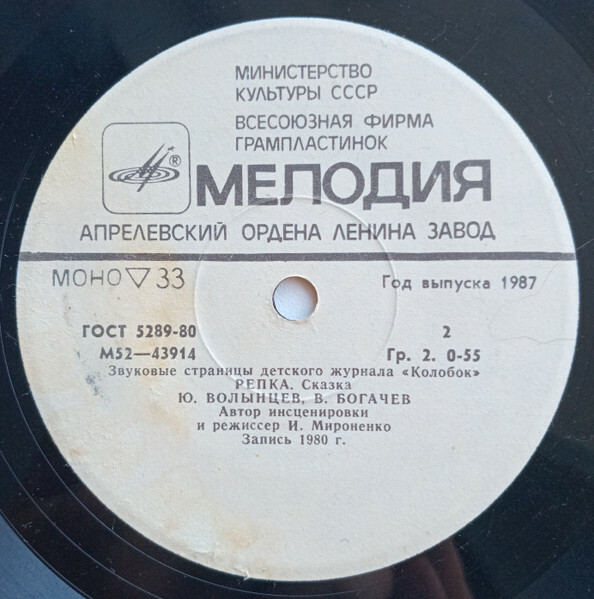 МИНИСТЕРСТВО
КУЛЬТУРЫ СССР
ВСЕСОЮЗНАЯ ФИРМА
ГРАМПЛАСТИНОК
®
МЕЛОДИЯ
АПРЕЛЕВСКИЙ ОРДЕНА ЛЕНИНА ЗАВОД
МОНО ▽ 33 Год выпуска 1987
ГОСТ 5289-80 2
М52—43914 Гр. 2. 0-55
Звуковые страницы детского журнала «Колобок»
РЕПКА. Сказка
Ю. ВОЛЫНЦЕВ, В. БОГАЧЕВ
Автор инсценировки
и режиссер И. Мироненко
Запись 1980 г.